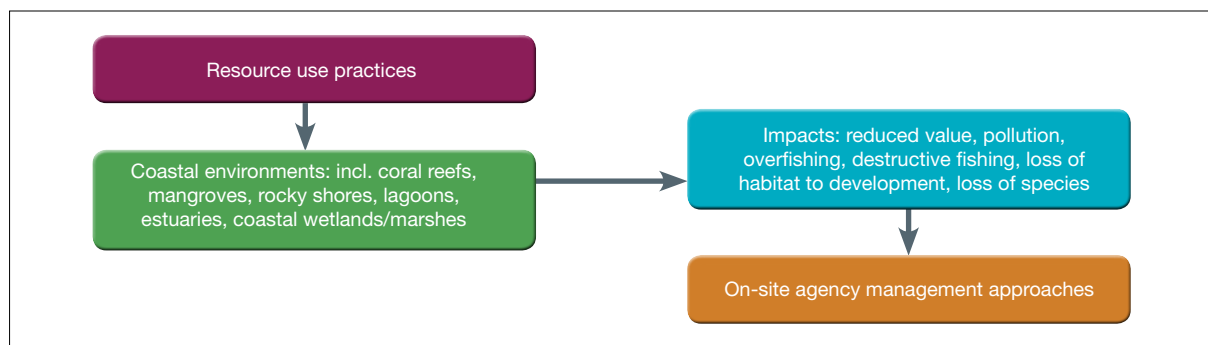 Resource use practices
Coastal environments: incl. coral reefs,
mangroves, rocky shores, lagoons,
estuaries, coastal wetlands/marshes
Impacts: reduced value, pollution,
overfishing, destructive fishing, loss of
habitat to development, loss of species
On-site agency management approaches